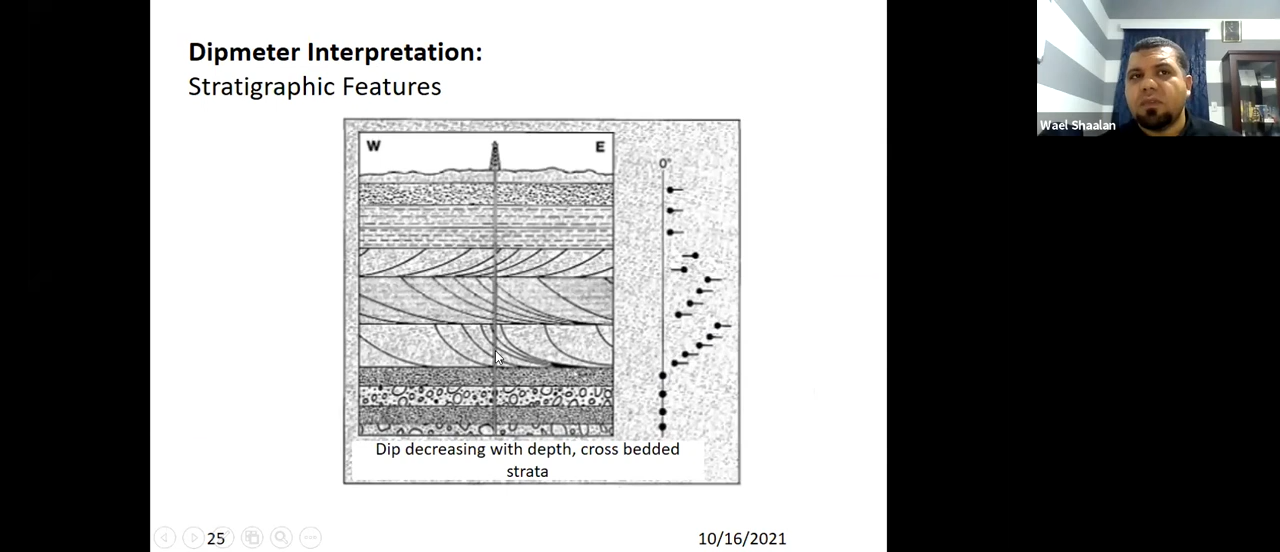 Dipmeter Interpretation:
Stratigraphic Features
W
E
0°
Dip decreasing with depth, cross bedded
strata
25
10/16/2021
Wael Shaalan